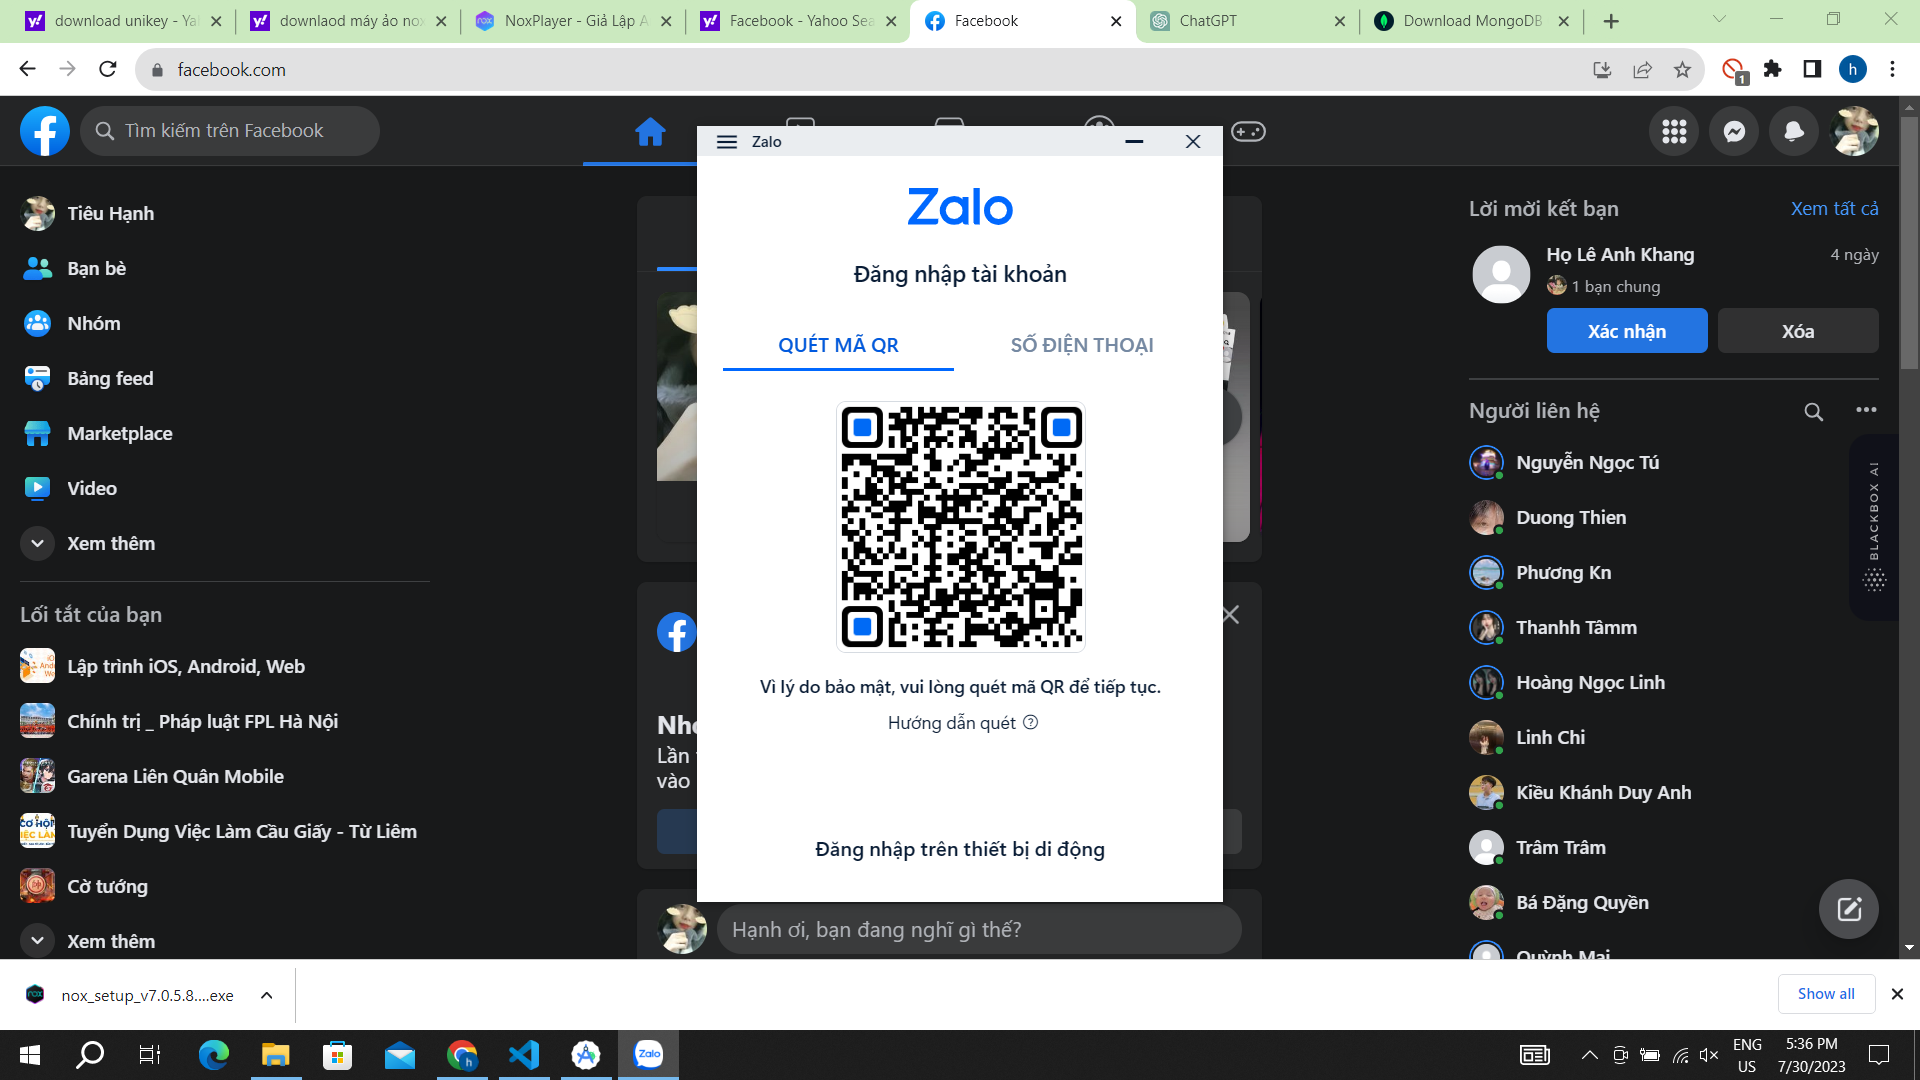 download unikey - Ya
downlaod máy ảo nox
NoxPlayer - Giả Lập A
Facebook - Yahoo Sea
Facebook
ChatGPT
Download MongoDB
facebook.com
1
h
Tìm kiếm trên Facebook
Tiêu Hạnh
Bạn bè
Nhóm
Bảng feed
Marketplace
Video
Xem thêm
Lối tắt của bạn
Lập trình iOS, Android, Web
Chính trị _ Pháp luật FPL Hà Nội
Garena Liên Quân Mobile
Tuyển Dụng Việc Làm Cầu Giấy - Từ Liêm
Cờ tướng
Xem thêm
Zalo
Zalo
Đăng nhập tài khoản
QUÉT MÃ QR
SỐ ĐIỆN THOẠI
Vì lý do bảo mật, vui lòng quét mã QR để tiếp tục.
Hướng dẫn quét
Đăng nhập trên thiết bị di động
Lần
vào
Hạnh ơi, bạn đang nghĩ gì thế?
Lời mời kết bạn
Xem tất cả
Họ Lê Anh Khang
4 ngày
1 bạn chung
Xác nhận
Xóa
Người liên hệ
Nguyễn Ngọc Tú
Duong Thien
Phương Kn
Thanhh Tâmm
Hoàng Ngọc Linh
Linh Chi
Kiều Khánh Duy Anh
Trâm Trâm
Bá Đặng Quyền
Quỳnh Mai
BLACKBOX AI
nox_setup_v7.0.5.8....exe
Show all
Zalo
ENG
US
5:36 PM
7/30/2023